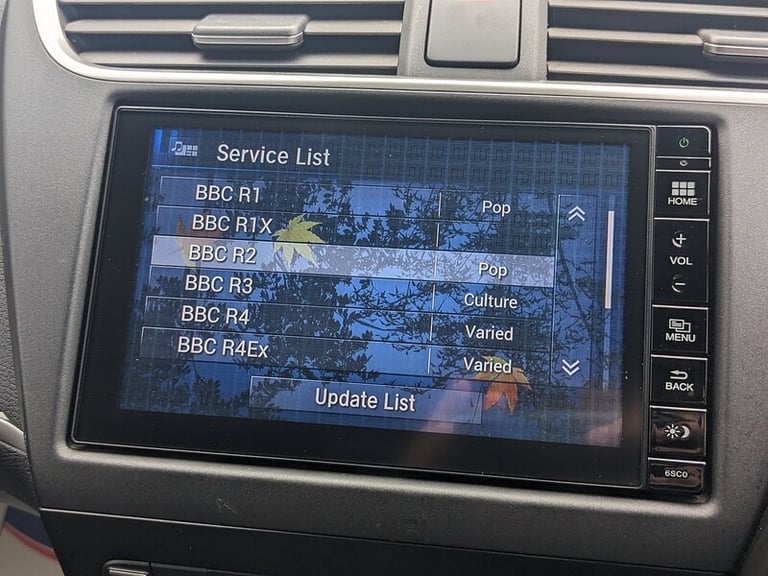 Service List
BBC R1 Pop
BBC R1X
BBC R2 Pop
BBC R3 Culture
BBC R4 Varied
BBC R4Ex Varied
Update List
HOME
+
VOL
−
MENU
BACK
6SC0